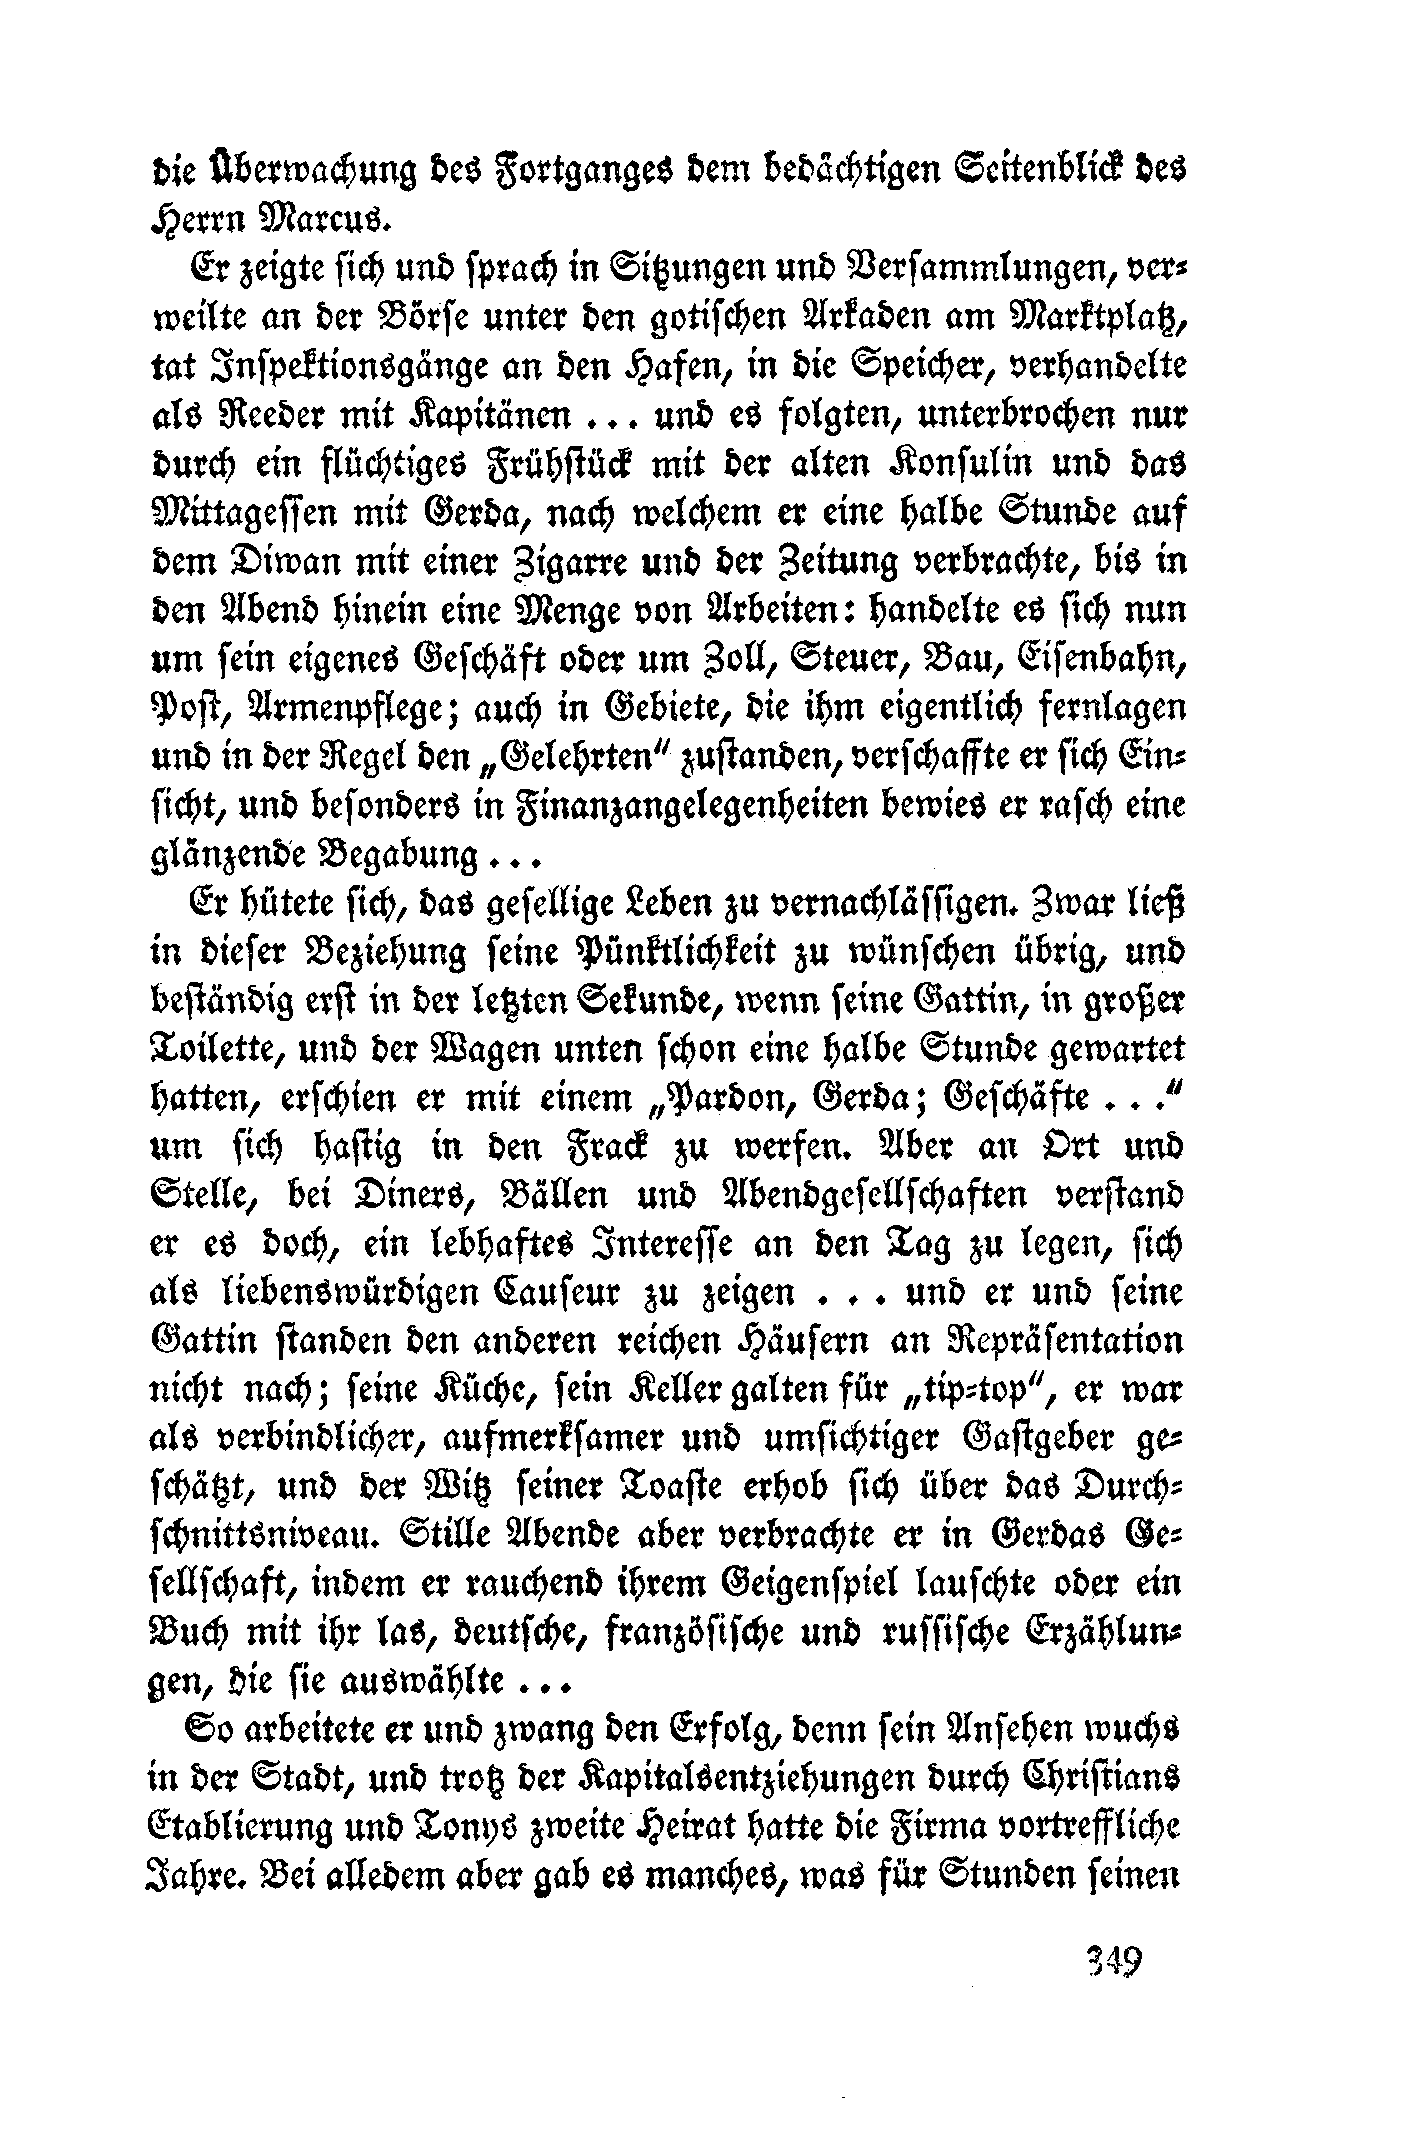 die Überwachung des Fortganges dem bedächtigen Seitenblick des
Herrn Marcus.
Er zeigte sich und sprach in Sitzungen und Versammlungen, ver-
weilte an der Börse unter den gotischen Arkaden am Marktplatz,
tat Inspektionsgänge an den Hafen, in die Speicher, verhandelte
als Reeder mit Kapitänen ... und es folgten, unterbrochen nur
durch ein flüchtiges Frühstück mit der alten Konsulin und das
Mittagessen mit Gerda, nach welchem er eine halbe Stunde auf
dem Diwan mit einer Zigarre und der Zeitung verbrachte, bis in
den Abend hinein eine Menge von Arbeiten: handelte es sich nun
um sein eigenes Geschäft oder um Zoll, Steuer, Bau, Eisenbahn,
Post, Armenpflege; auch in Gebiete, die ihm eigentlich fernlagen
und in der Regel den „Gelehrten“ zustanden, verschaffte er sich Ein-
sicht, und besonders in Finanzangelegenheiten bewies er rasch eine
glänzende Begabung ...
Er hütete sich, das gesellige Leben zu vernachlässigen. Zwar ließ
in dieser Beziehung seine Pünktlichkeit zu wünschen übrig, und
beständig erst in der letzten Sekunde, wenn seine Gattin, in großer
Toilette, und der Wagen unten schon eine halbe Stunde gewartet
hatten, erschien er mit einem „Pardon, Gerda; Geschäfte ...“
um sich hastig in den Frack zu werfen. Aber an Ort und
Stelle, bei Diners, Bällen und Abendgesellschaften verstand
er es doch, ein lebhaftes Interesse an den Tag zu legen, sich
als liebenswürdigen Causeur zu zeigen ... und er und seine
Gattin standen den anderen reichen Häusern an Repräsentation
nicht nach; seine Küche, sein Keller galten für „tip-top“, er war
als verbindlicher, aufmerksamer und umsichtiger Gastgeber ge-
schätzt, und der Witz seiner Toaste erhob sich über das Durch-
schnittsniveau. Stille Abende aber verbrachte er in Gerdas Ge-
sellschaft, indem er rauchend ihrem Geigenspiel lauschte oder ein
Buch mit ihr las, deutsche, französische und russische Erzählun-
gen, die sie auswählte ...
So arbeitete er und zwang den Erfolg, denn sein Ansehen wuchs
in der Stadt, und trotz der Kapitalsentziehungen durch Christians
Etablierung und Tonys zweite Heirat hatte die Firma vortreffliche
Jahre. Bei alledem aber gab es manches, was für Stunden seinen
349